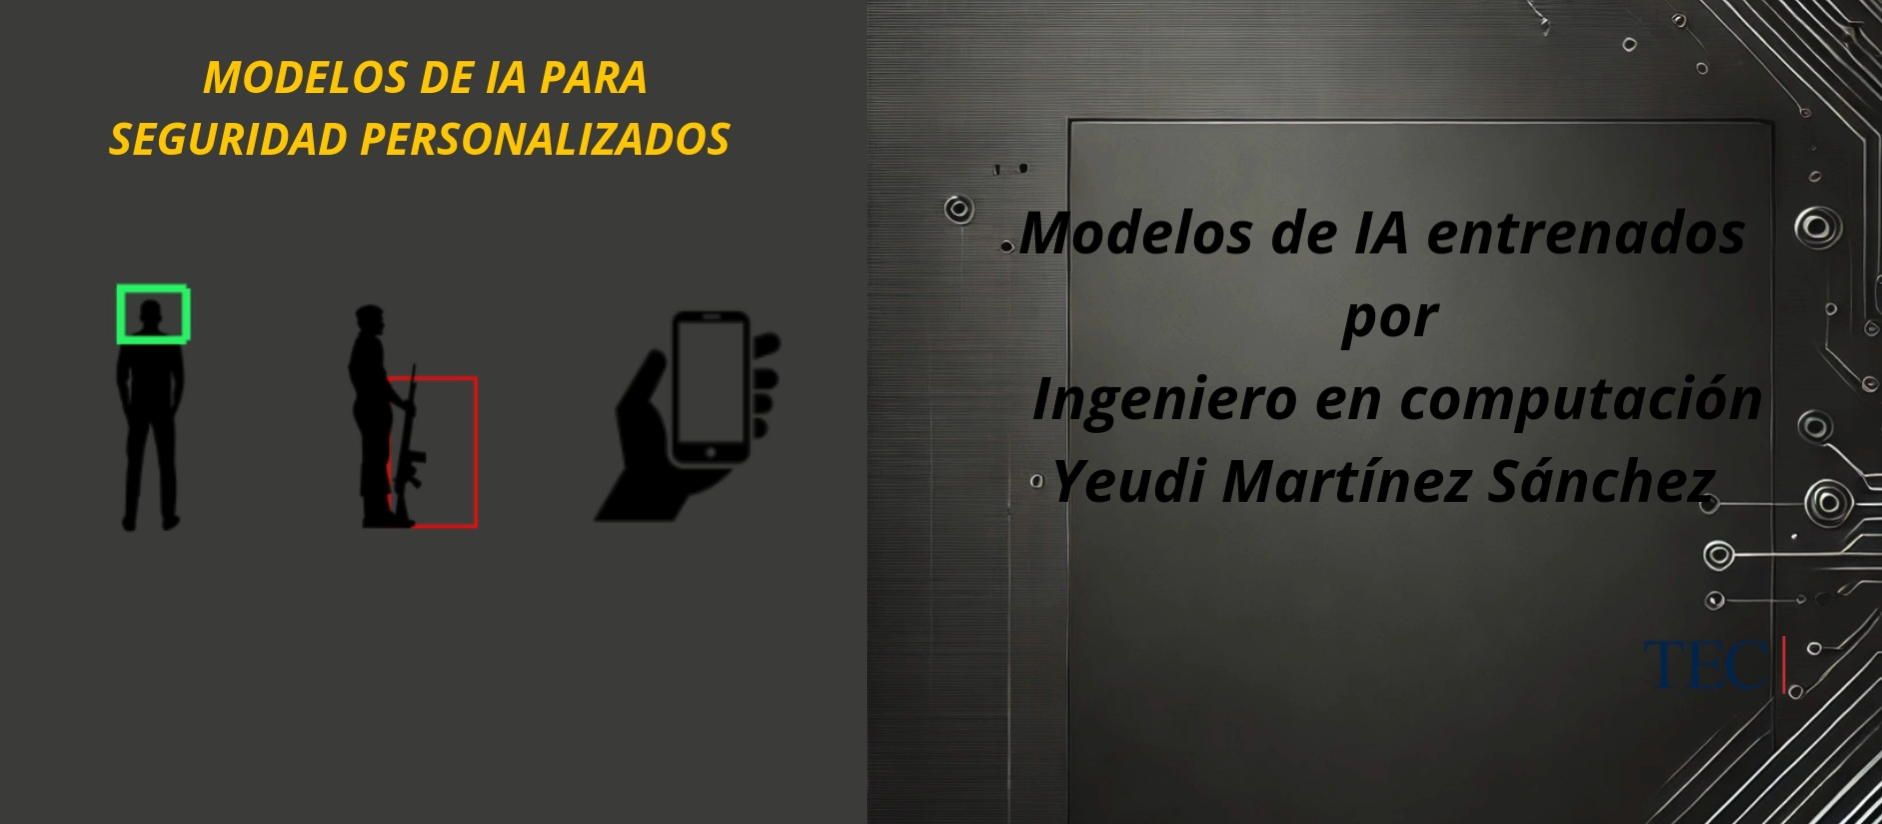 MODELOS DE IA PARA
SEGURIDAD PERSONALIZADOS
Modelos de IA entrenados
por
Ingeniero en computación
Yeudi Martínez Sánchez
TEC